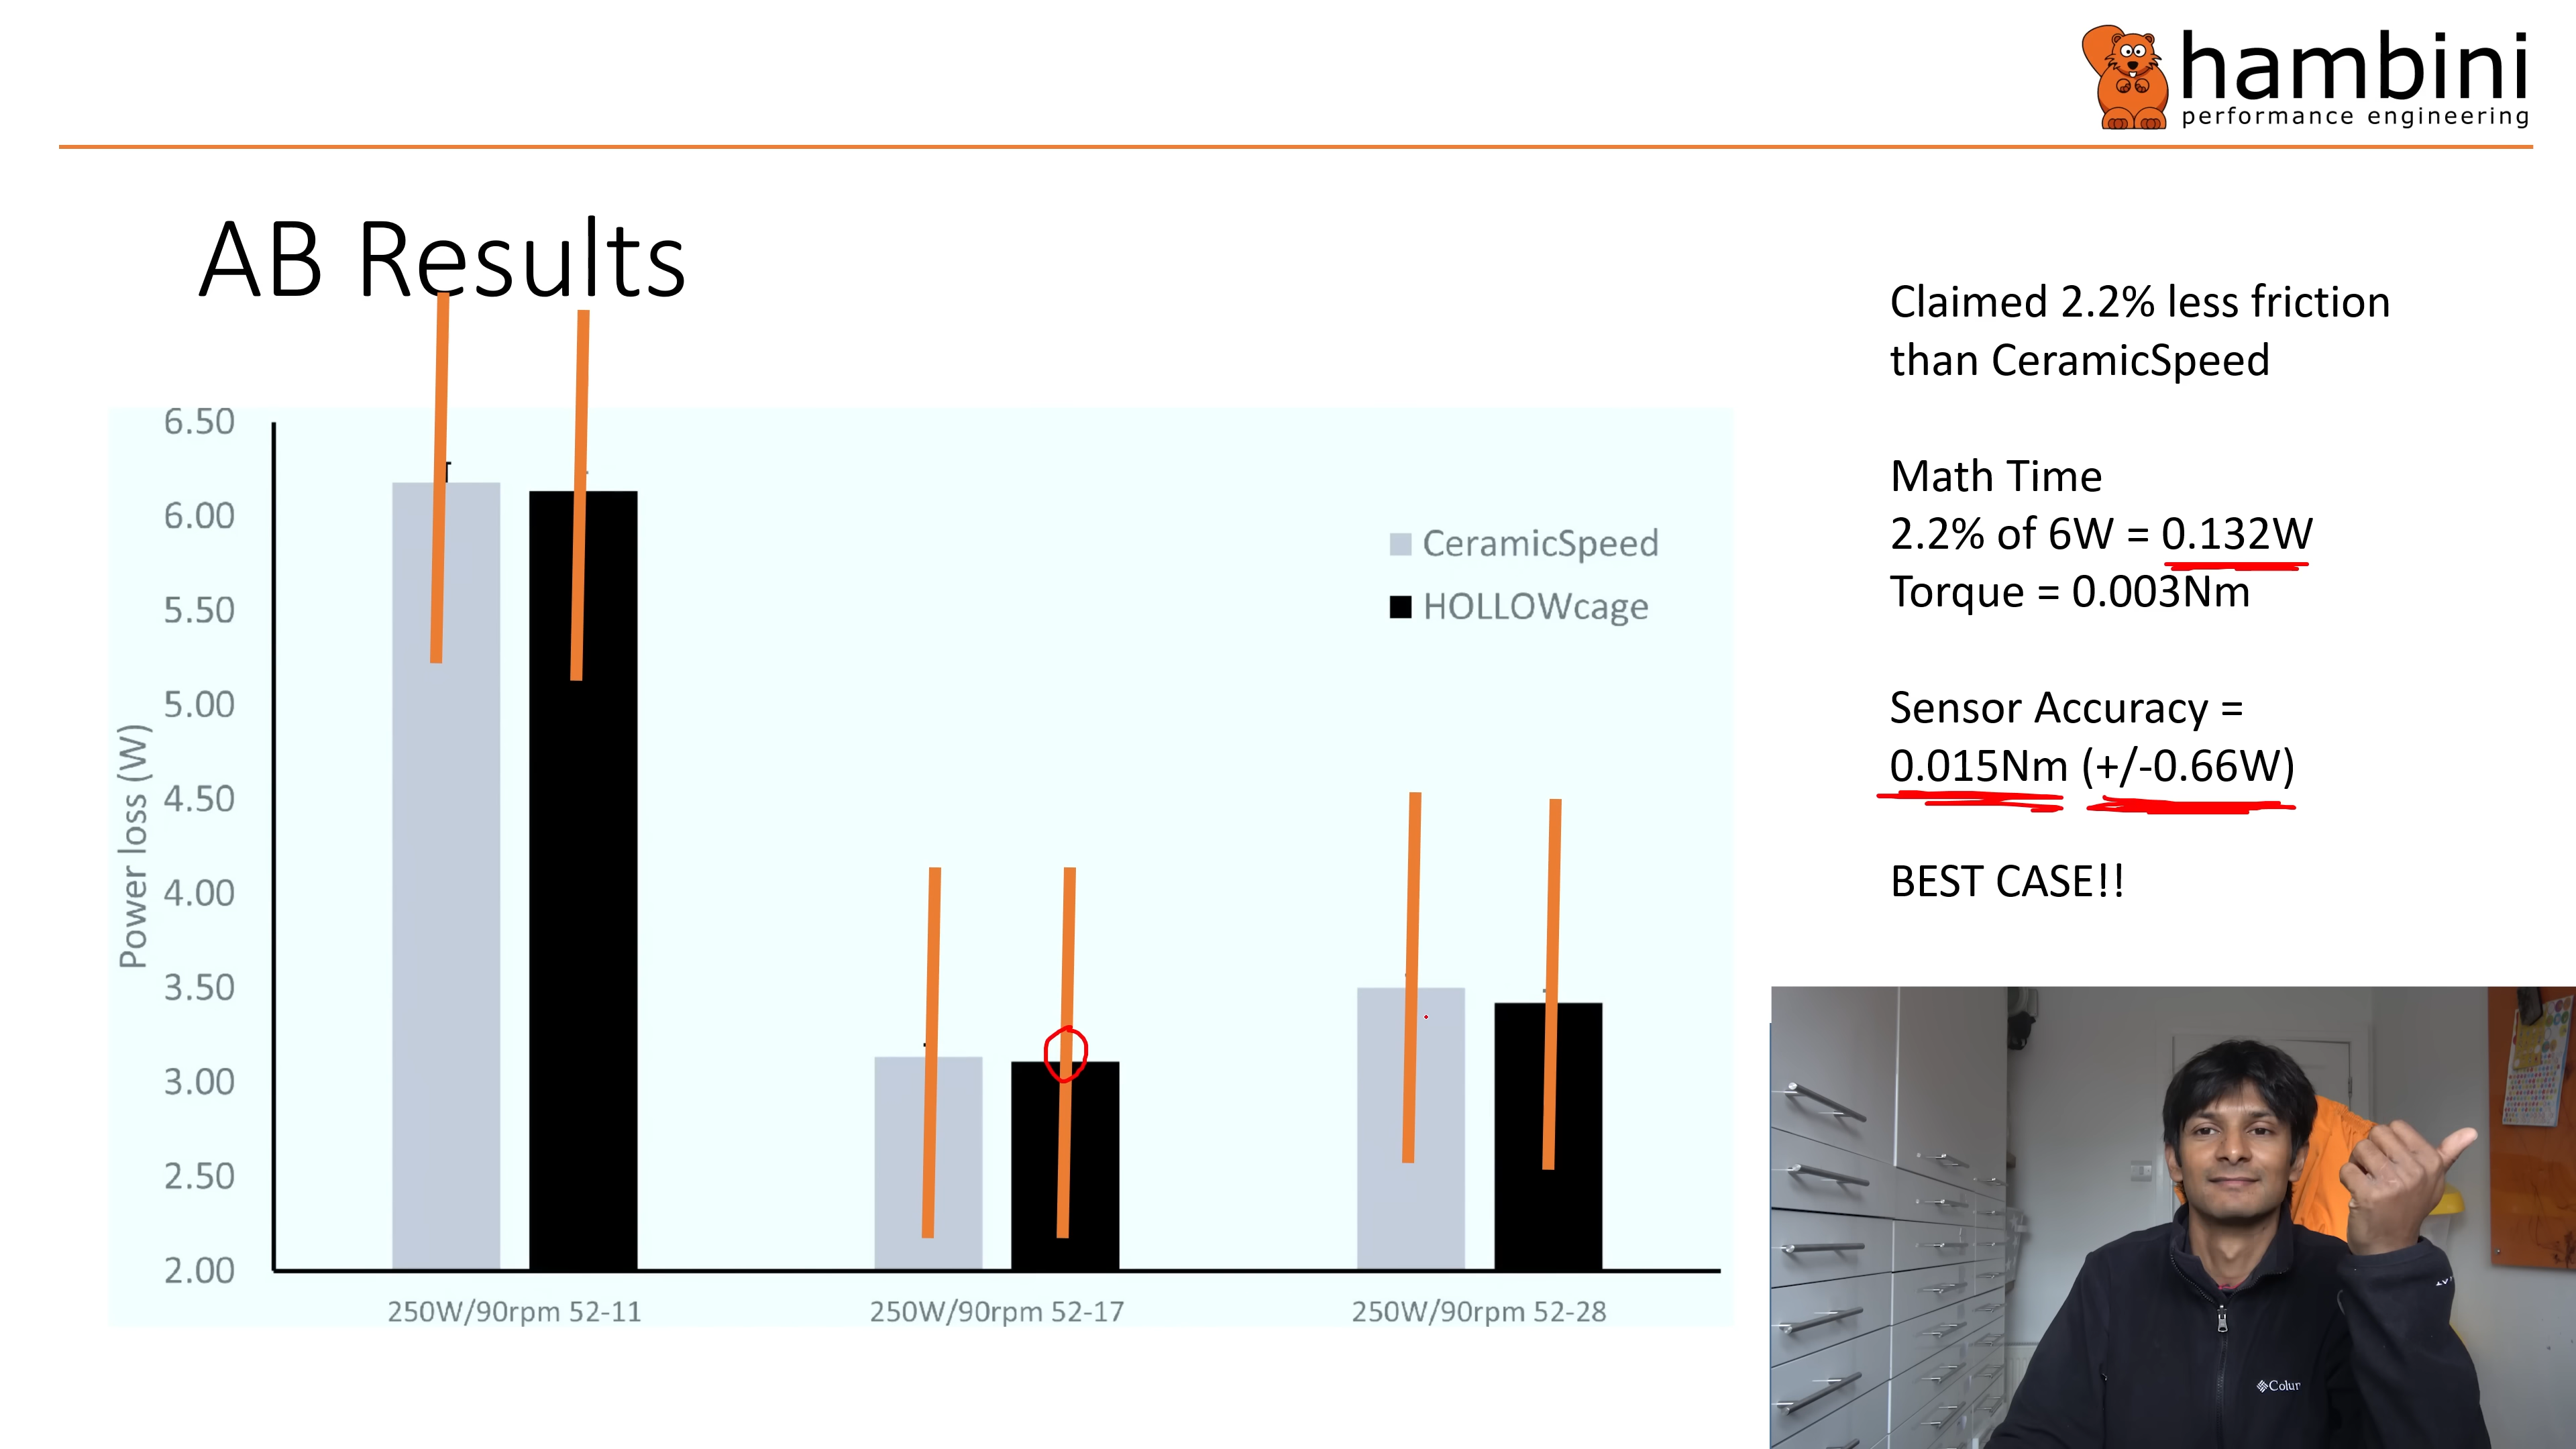 hambini
performance engineering
AB Results
Claimed 2.2% less friction
than CeramicSpeed
Math Time
2.2% of 6W = 0.132W
Torque = 0.003Nm
Sensor Accuracy =
0.015Nm (+/-0.66W)
BEST CASE!!
Power loss (W)
6.50
6.00
5.50
5.00
4.50
4.00
3.50
3.00
2.50
2.00
CeramicSpeed
HOLLOWcage
250W/90rpm 52-11
250W/90rpm 52-17
250W/90rpm 52-28